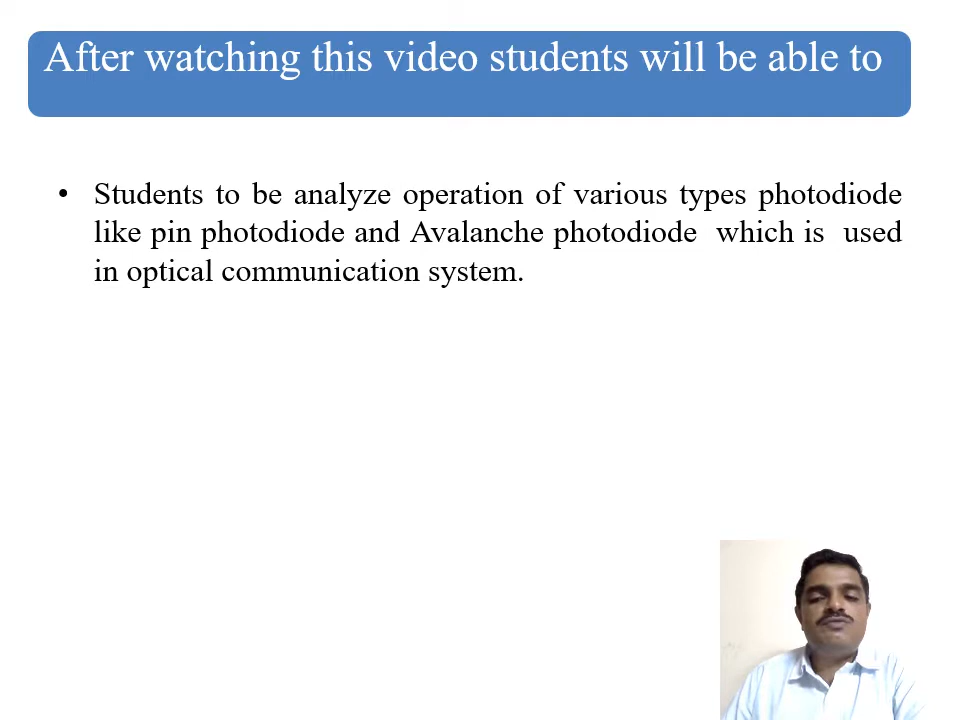 After watching this video students will be able to
• Students to be analyze operation of various types photodiode
like pin photodiode and Avalanche photodiode which is used
in optical communication system.